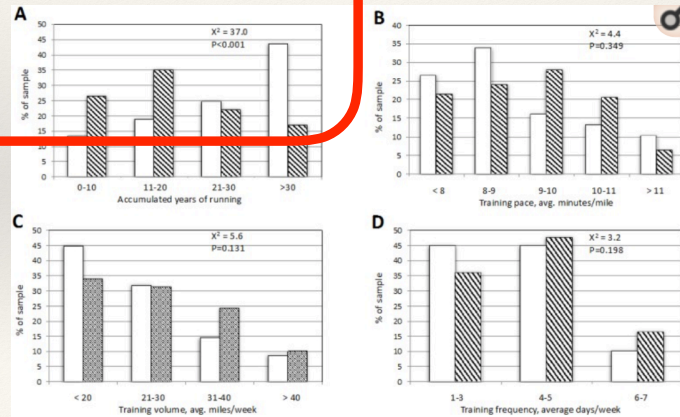 A
X² = 37.0
P<0.001
% of sample
50
45
40
35
30
25
20
15
10
5
0
0-10 11-20 21-30 >30
Accumulated years of running
B
X² = 4.4
P=0.349
% of sample
40
35
30
25
20
15
10
5
0
< 8 8-9 9-10 10-11 > 11
Training pace, avg. minutes/mile
C
X² = 5.6
P=0.131
% of sample
50
45
40
35
30
25
20
15
10
5
0
< 20 21-30 31-40 > 40
Training volume, avg. miles/week
D
X² = 3.2
P=0.198
% of sample
50
45
40
35
30
25
20
15
10
5
0
1-3 4-5 6-7
Training frequency, average days/week